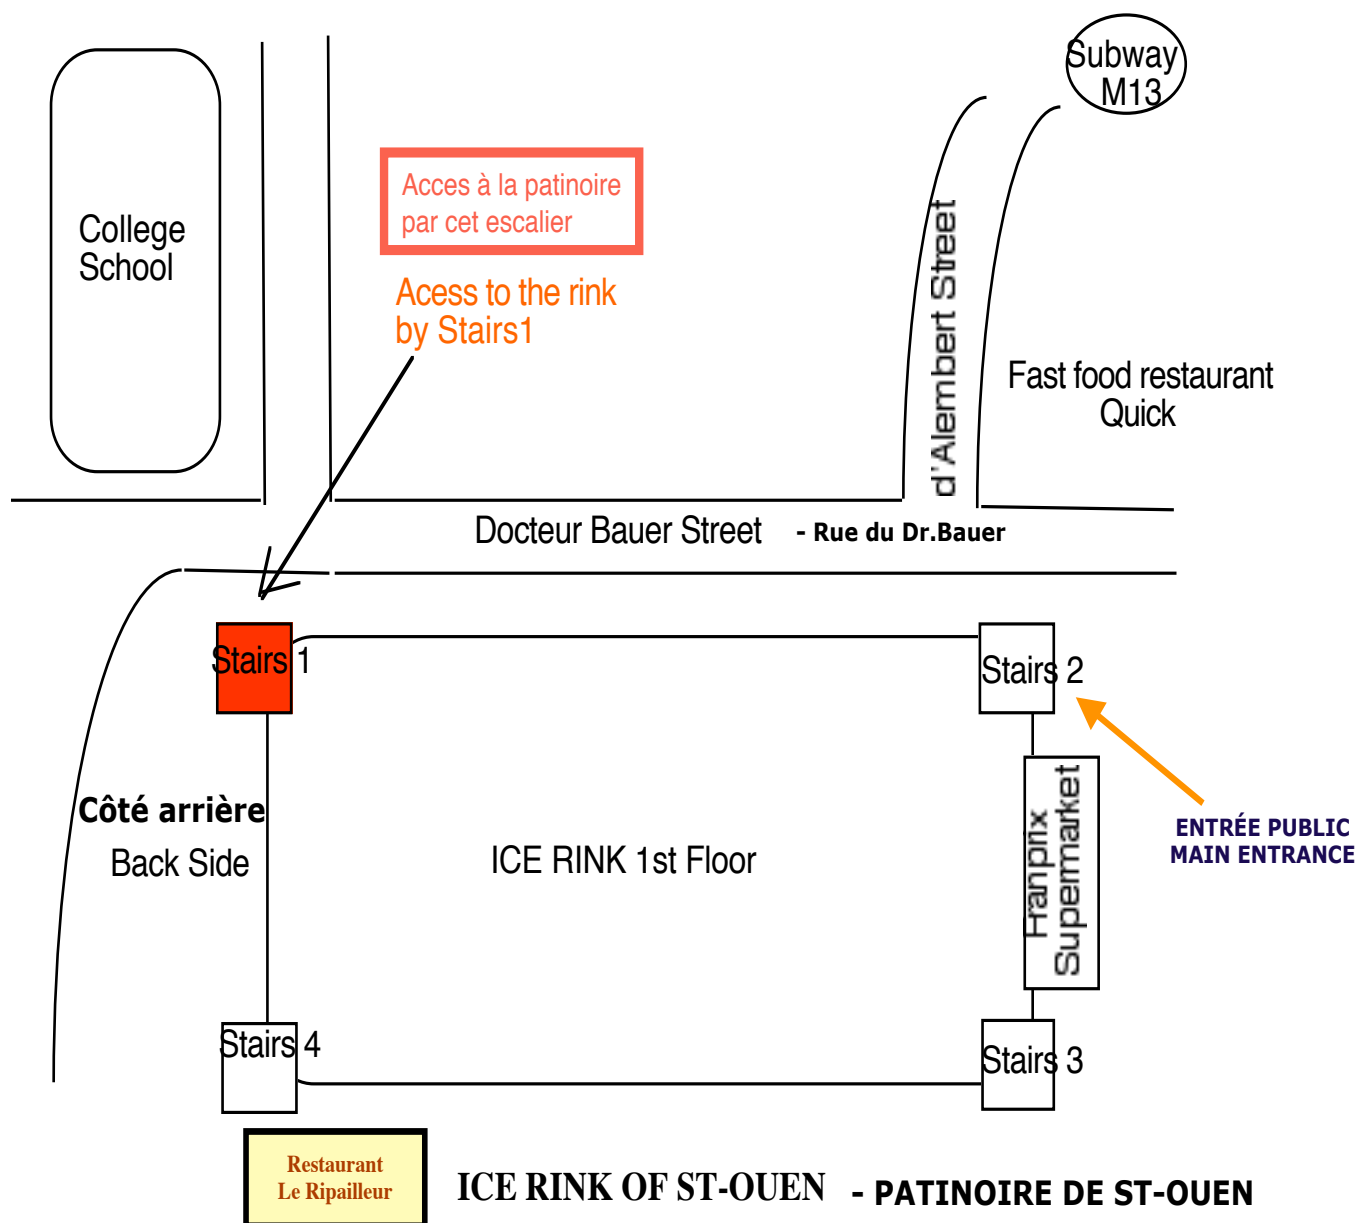 Subway
M13
Acces à la patinoire
par cet escalier
College
School
Acess to the rink
by Stairs1
d'Alembert Street
Fast food restaurant
Quick
Docteur Bauer Street - Rue du Dr.Bauer
Stairs 1
Stairs 2
Côté arrière
Back Side
ICE RINK 1st Floor
Franprix
Supermarket
ENTRÉE PUBLIC
MAIN ENTRANCE
Stairs 4
Stairs 3
Restaurant
Le Ripailleur
ICE RINK OF ST-OUEN - PATINOIRE DE ST-OUEN